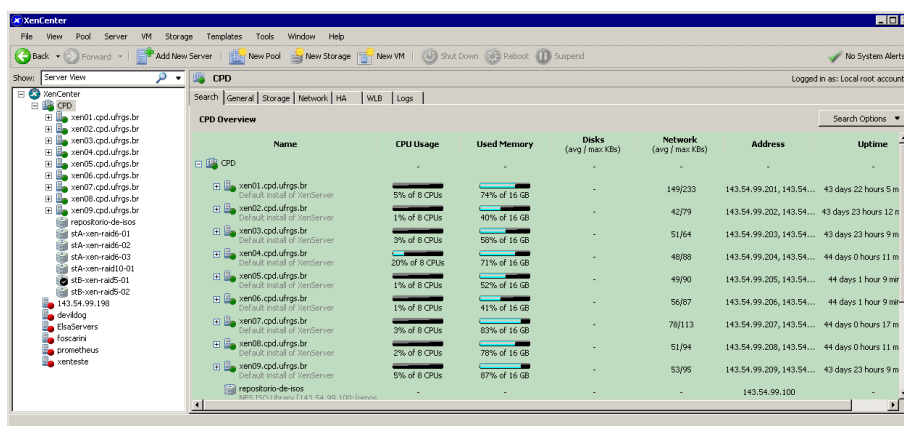 XenCenter
File View Pool Server VM Storage Templates Tools Window Help
Back Forward Add New Server New Pool New Storage New VM Shut Down Reboot Suspend No System Alerts
Show: Server View CPD Logged in as: Local root account
XenCenter
CPD
xen01.cpd.ufrgs.br
xen02.cpd.ufrgs.br
xen03.cpd.ufrgs.br
xen04.cpd.ufrgs.br
xen05.cpd.ufrgs.br
xen06.cpd.ufrgs.br
xen07.cpd.ufrgs.br
xen08.cpd.ufrgs.br
xen09.cpd.ufrgs.br
repositorio-de-isos
stA-xen-raid6-01
stA-xen-raid6-02
stA-xen-raid6-03
stA-xen-raid10-01
stB-xen-raid5-01
stB-xen-raid5-02
143.54.99.198
devildog
ElsaServers
foscarini
prometheus
xenteste
Search General Storage Network HA WLB Logs
CPD Overview Search Options
Name CPU Usage Used Memory Disks Network Address Uptime
(avg / max KBs) (avg / max KBs)
CPD - - - - - -
xen01.cpd.ufrgs.br - 149/233 143.54.99.201, 143.54... 43 days 22 hours 5 m
Default install of XenServer 5% of 8 CPUs 74% of 16 GB
xen02.cpd.ufrgs.br - 42/79 143.54.99.202, 143.54... 43 days 23 hours 12 m
Default install of XenServer 1% of 8 CPUs 40% of 16 GB
xen03.cpd.ufrgs.br - 51/64 143.54.99.203, 143.54... 43 days 23 hours 9 m
Default install of XenServer 3% of 8 CPUs 58% of 16 GB
xen04.cpd.ufrgs.br - 48/88 143.54.99.204, 143.54... 44 days 0 hours 11 m
Default install of XenServer 20% of 8 CPUs 71% of 16 GB
xen05.cpd.ufrgs.br - 49/90 143.54.99.205, 143.54... 44 days 1 hour 9 min
Default install of XenServer 1% of 8 CPUs 52% of 16 GB
xen06.cpd.ufrgs.br - 56/87 143.54.99.206, 143.54... 44 days 1 hour 9 min
Default install of XenServer 1% of 8 CPUs 41% of 16 GB
xen07.cpd.ufrgs.br - 78/113 143.54.99.207, 143.54... 44 days 0 hours 17 m
Default install of XenServer 3% of 8 CPUs 83% of 16 GB
xen08.cpd.ufrgs.br - 51/94 143.54.99.208, 143.54... 44 days 0 hours 11 m
Default install of XenServer 2% of 8 CPUs 78% of 16 GB
xen09.cpd.ufrgs.br - 53/95 143.54.99.209, 143.54... 43 days 23 hours 9 m
Default install of XenServer 5% of 8 CPUs 87% of 16 GB
repositorio-de-isos - - - - 143.54.99.100 -
NFS ISO Library [143.54.99.100:/repos